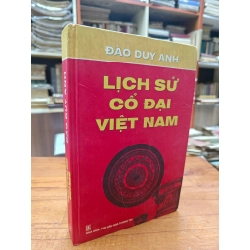 ĐÀO DUY ANH
LỊCH SỬ
CỔ ĐẠI
VIỆT NAM